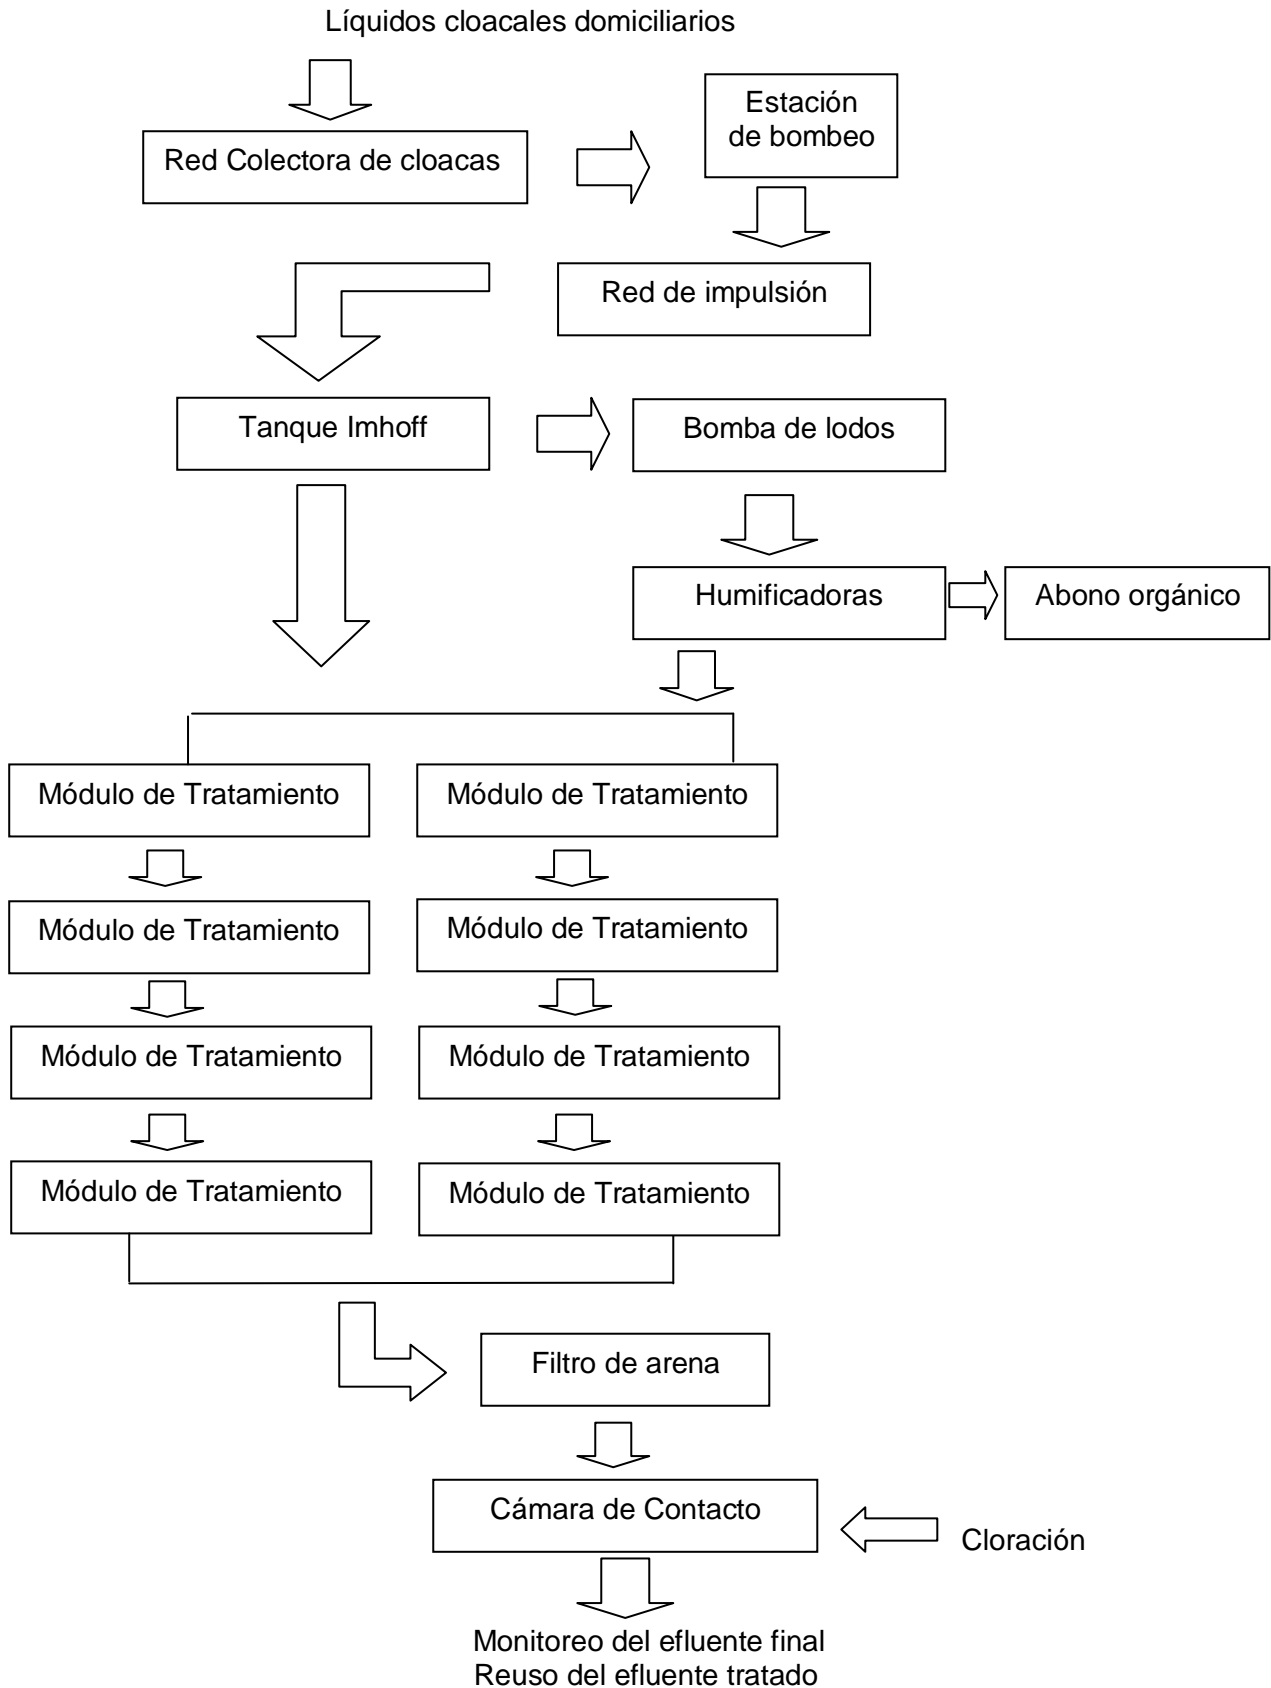 Líquidos cloacales domiciliarios
Estación
de bombeo
Red Colectora de cloacas
Red de impulsión
Tanque Imhoff
Bomba de lodos
Humificadoras
Abono orgánico
Módulo de Tratamiento
Módulo de Tratamiento
Módulo de Tratamiento
Módulo de Tratamiento
Módulo de Tratamiento
Módulo de Tratamiento
Módulo de Tratamiento
Módulo de Tratamiento
Filtro de arena
Cámara de Contacto
Cloración
Monitoreo del efluente final
Reuso del efluente tratado